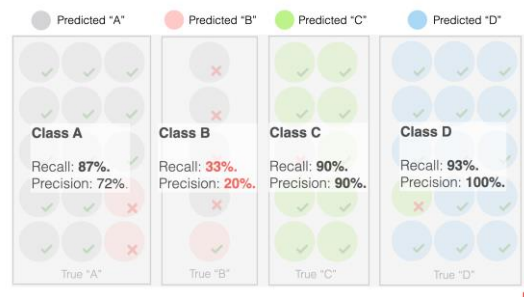 Predicted "A" Predicted "B" Predicted "C" Predicted "D"
Class A
Recall: 87%.
Precision: 72%.
Class B
Recall: 33%.
Precision: 20%.
Class C
Recall: 90%.
Precision: 90%.
Class D
Recall: 93%.
Precision: 100%.
True "A" True "B" True "C" True "D"